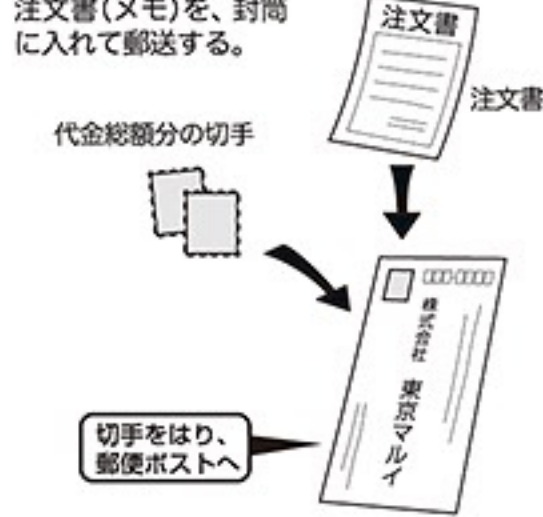 注文書(メモ)を、封筒
に入れて郵送する。
注文書
注文書
代金総額分の切手
株式会社 東京マルイ
切手をはり、
郵便ポストへ